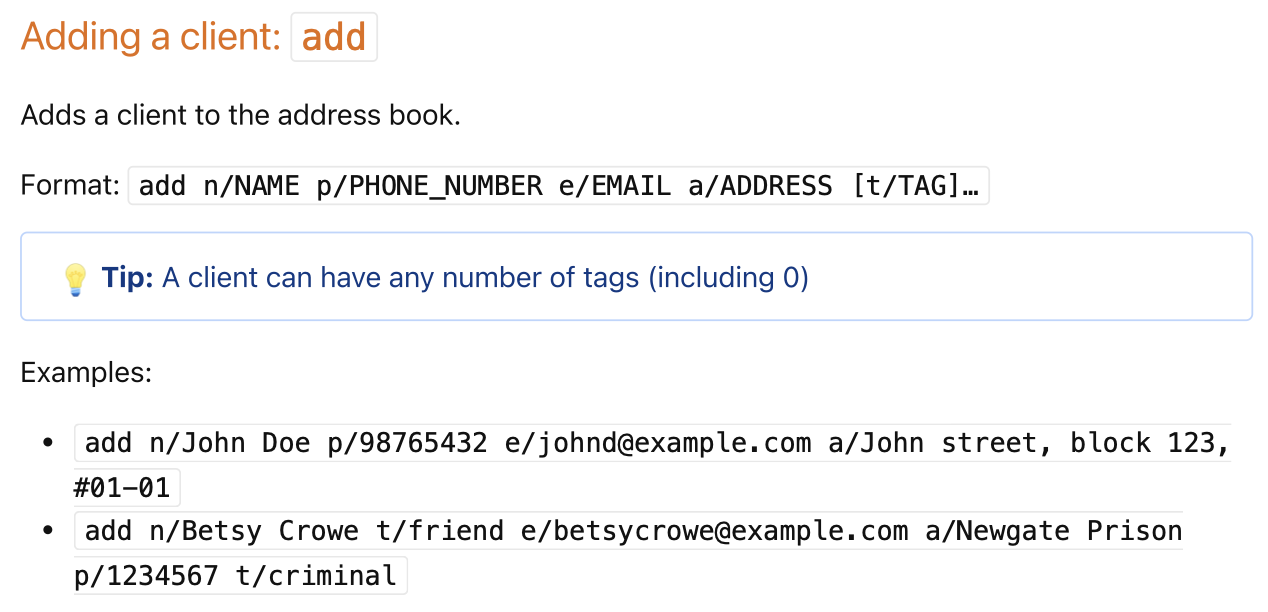 Adding a client: add
Adds a client to the address book.
Format: add n/NAME p/PHONE_NUMBER e/EMAIL a/ADDRESS [t/TAG]…
Tip: A client can have any number of tags (including 0)
Examples:
• add n/John Doe p/98765432 e/johnd@example.com a/John street, block 123,
#01-01
• add n/Betsy Crowe t/friend e/betsycrowe@example.com a/Newgate Prison
p/1234567 t/criminal